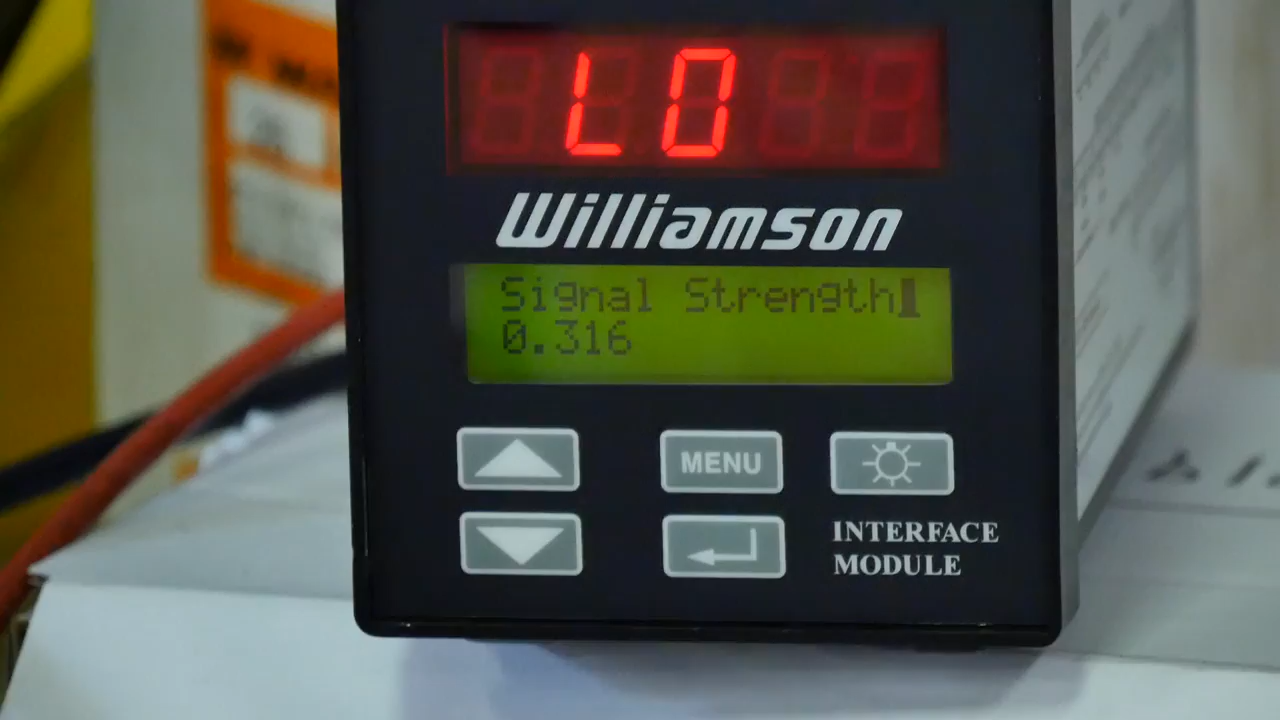 LO
Williamson
Signal Strength
0.316
MENU
INTERFACE
MODULE